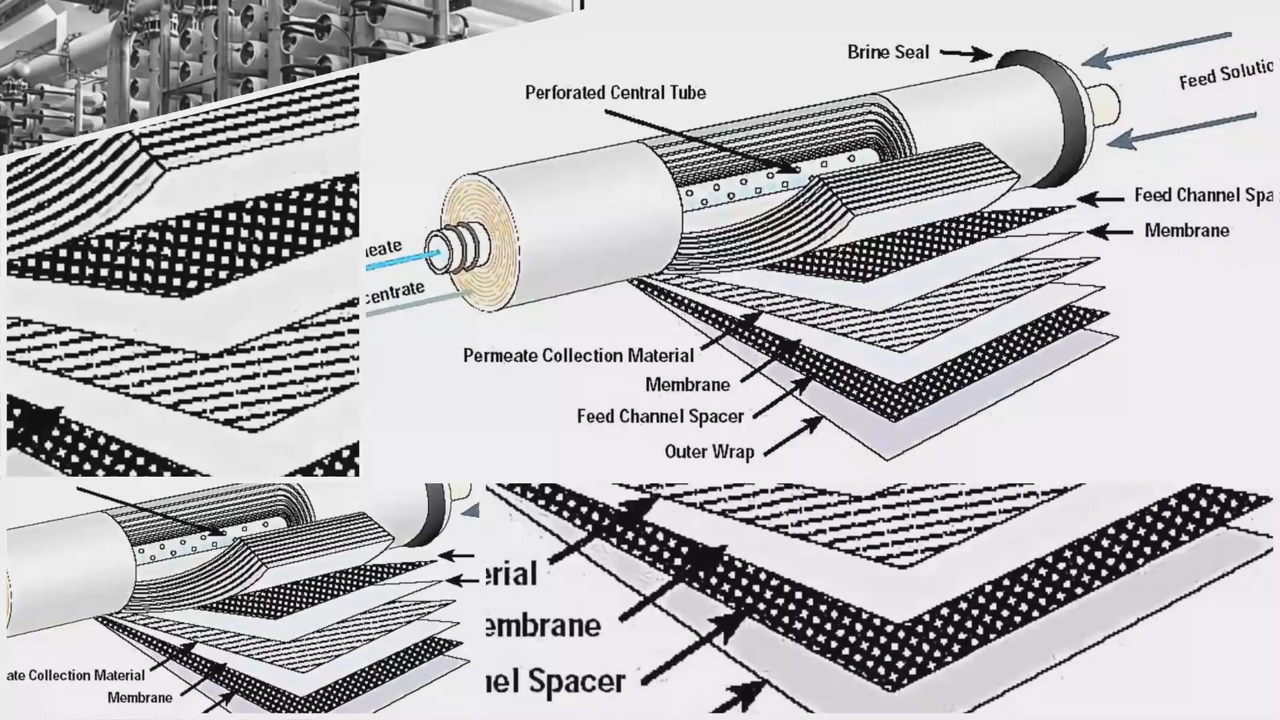 Brine Seal
Feed Solutio
Perforated Central Tube
Feed Channel Spa
Membrane
eate
centrate
Permeate Collection Material
Membrane
Feed Channel Spacer
Outer Wrap
erial
embrane
nel Spacer
ate Collection Material
Membrane